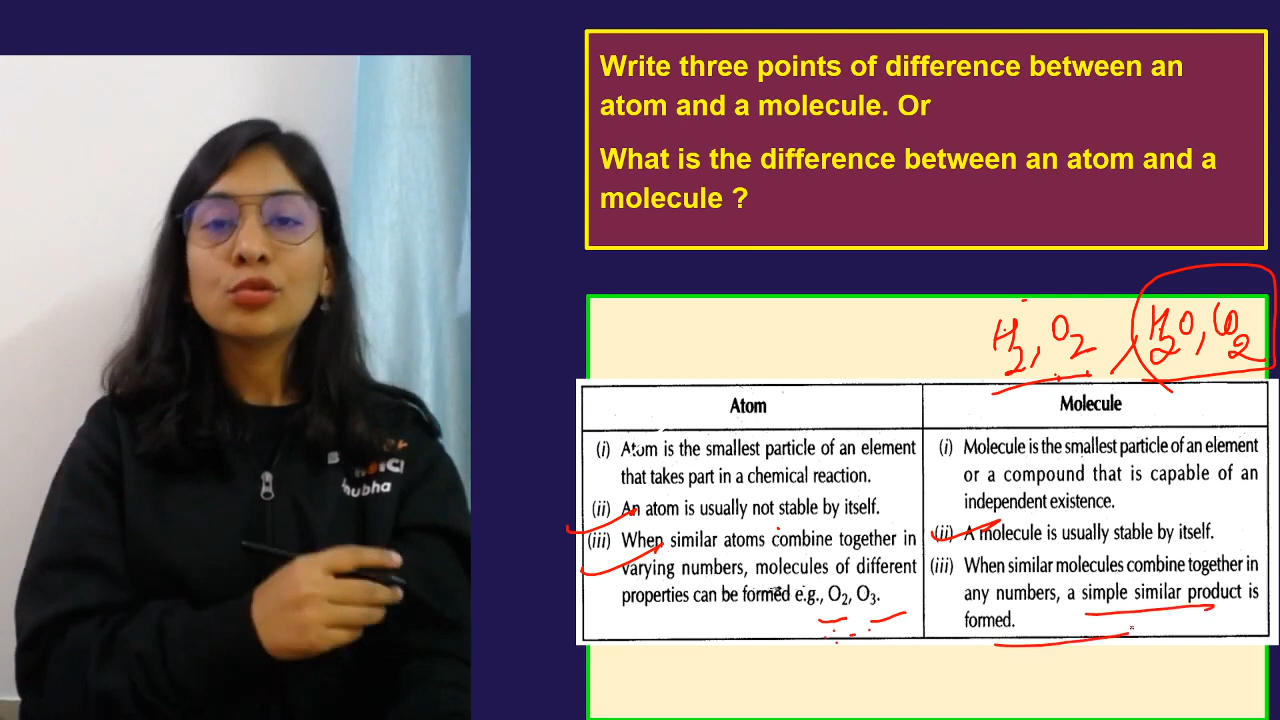 Write three points of difference between an
atom and a molecule. Or
What is the difference between an atom and a
molecule ?
H2, O2 / H2O, CO2
Atom
(i) Atom is the smallest particle of an element
that takes part in a chemical reaction.
(ii) An atom is usually not stable by itself.
(iii) When similar atoms combine together in
varying numbers, molecules of different
properties can be formed e.g., O2, O3.
Molecule
(i) Molecule is the smallest particle of an element
or a compound that is capable of an
independent existence.
(ii) A molecule is usually stable by itself.
(iii) When similar molecules combine together in
any numbers, a simple similar product is
formed.